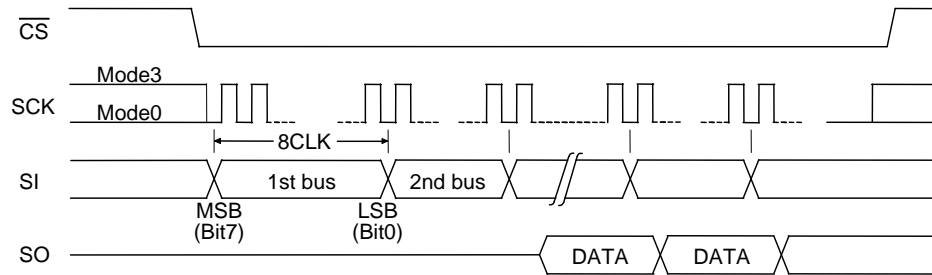 CS
Mode3
SCK
Mode0
8CLK
SI
1st bus
2nd bus
MSB
(Bit7)
LSB
(Bit0)
SO
DATA
DATA